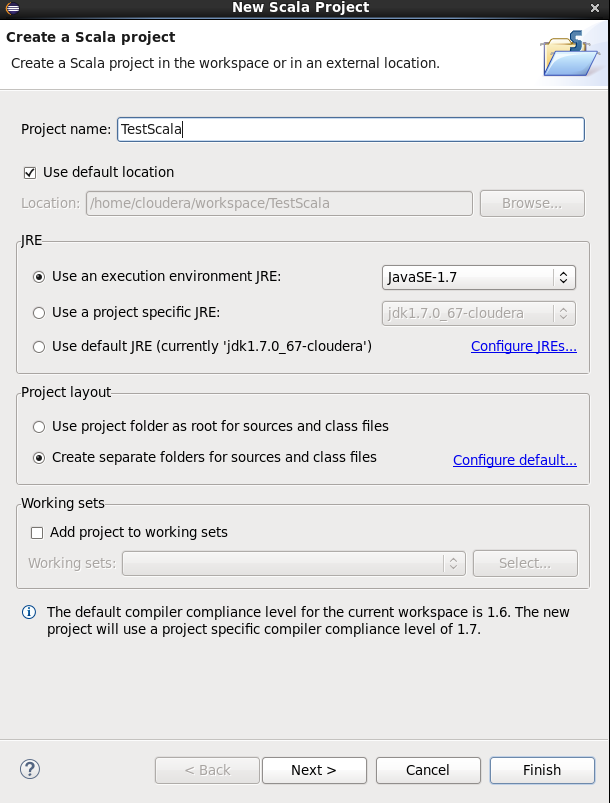 New Scala Project
Create a Scala project
Create a Scala project in the workspace or in an external location.
Project name: TestScala
Use default location
Location: /home/cloudera/workspace/TestScala Browse...
JRE
Use an execution environment JRE: JavaSE-1.7
Use a project specific JRE: jdk1.7.0_67-cloudera
Use default JRE (currently 'jdk1.7.0_67-cloudera') Configure JREs...
Project layout
Use project folder as root for sources and class files
Create separate folders for sources and class files Configure default...
Working sets
Add project to working sets
Working sets: Select...
The default compiler compliance level for the current workspace is 1.6. The new
project will use a project specific compiler compliance level of 1.7.
< Back Next > Cancel Finish